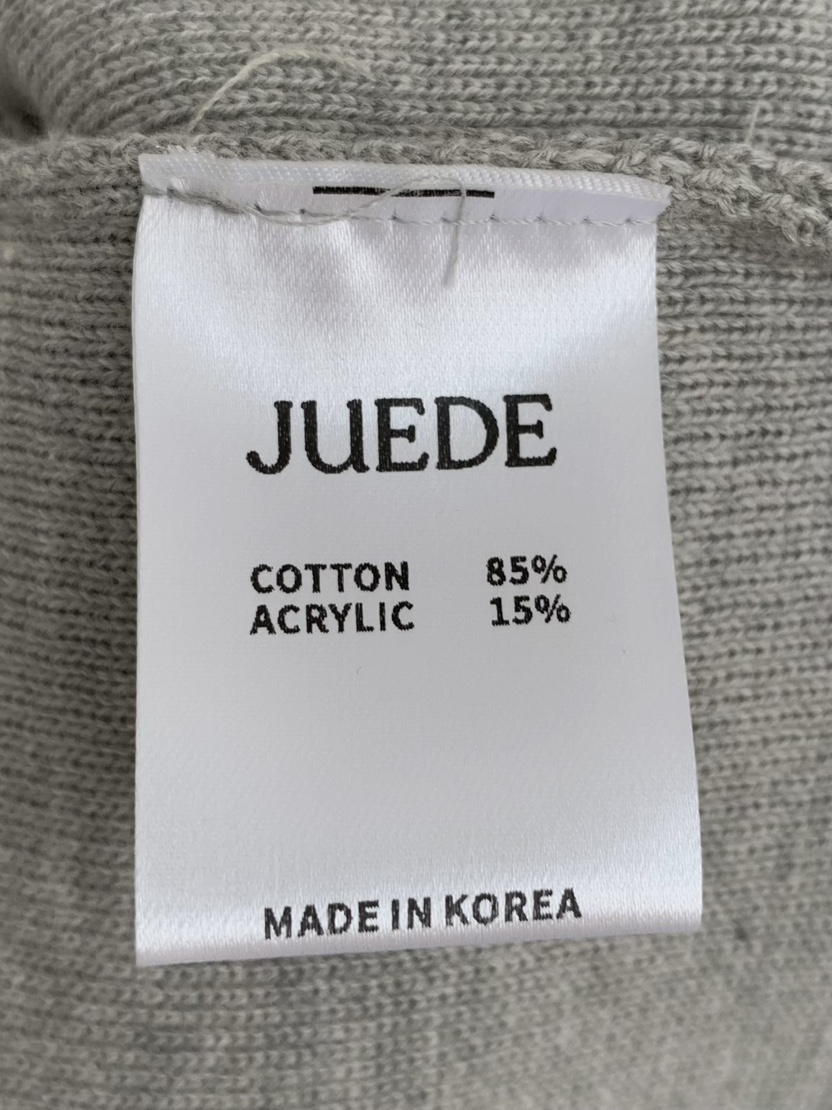 JUEDE
COTTON 85%
ACRYLIC 15%
MADE IN KOREA